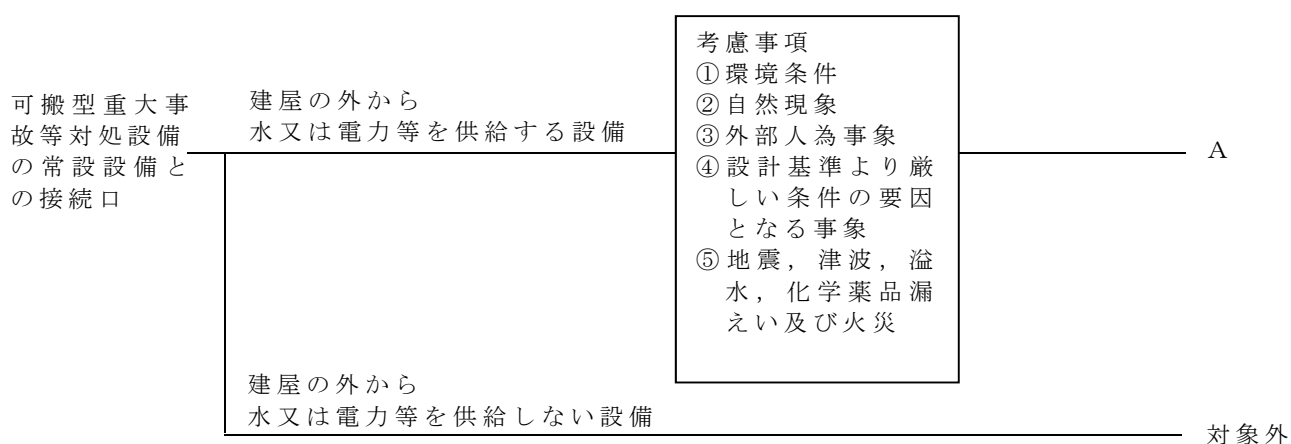 可搬型重大事
故等対処設備
の常設設備と
の接続口
建屋の外から
水又は電力等を供給する設備
考慮事項
①環境条件
②自然現象
③外部人為事象
④設計基準より厳
しい条件の要因
となる事象
⑤地震，津波，溢
水，化学薬品漏
えい及び火災
A
建屋の外から
水又は電力等を供給しない設備
対象外